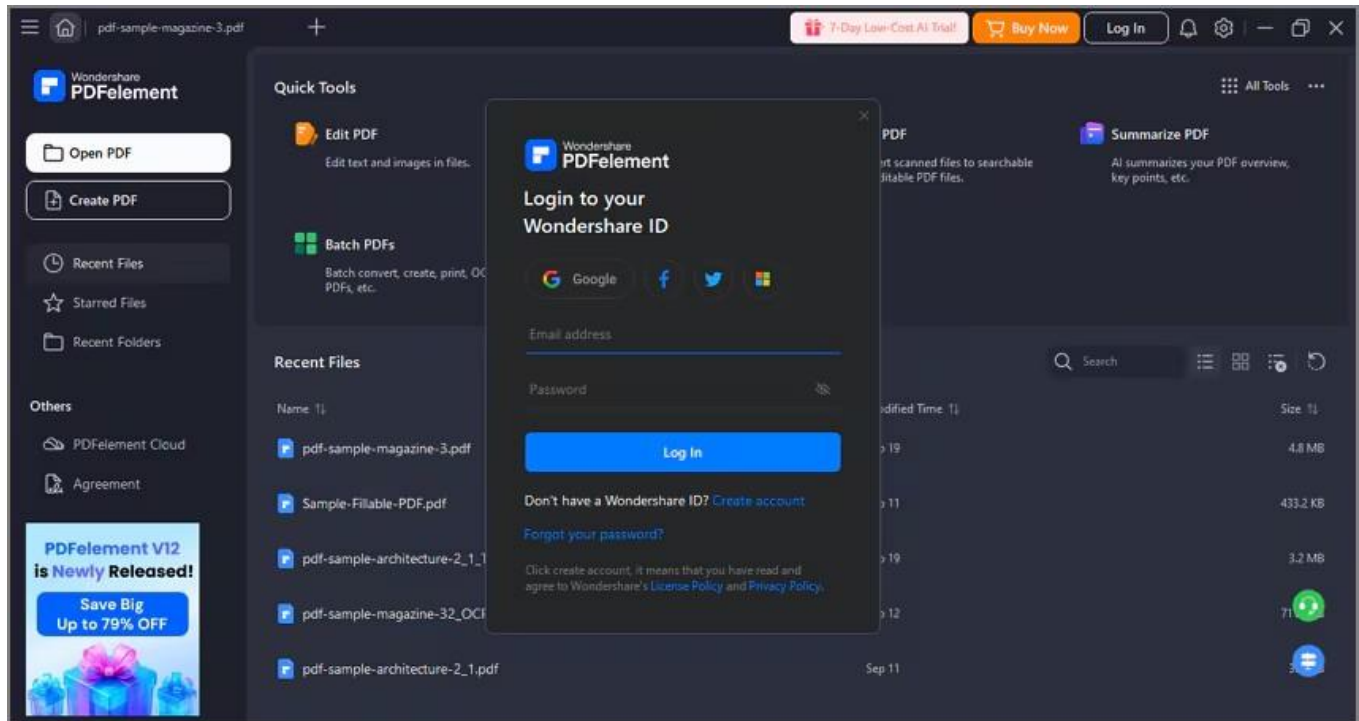 pdf-sample-magazine-3.pdf
7-Day Low-Cost AI Trial!
Buy Now
Log In
Wondershare
PDFelement
Open PDF
Create PDF
Recent Files
Starred Files
Recent Folders
Others
PDFelement Cloud
Agreement
PDFelement V12
is Newly Released!
Save Big
Up to 79% OFF
Quick Tools
All Tools
Edit PDF
Edit text and images in files.
PDF
scanned files to searchable
PDF files.
Summarize PDF
AI summarizes your PDF overview,
key points, etc.
Batch PDFs
Batch convert, create, print,
PDFs, etc.
Recent Files
Search
Name
Time
Size
pdf-sample-magazine-3.pdf
19
4.8 MB
Sample-Fillable-PDF.pdf
11
433.2 KB
pdf-sample-architecture-2_1_
19
3.2 MB
pdf-sample-magazine-32_OC
12
pdf-sample-architecture-2_1.pdf
Sep 11
Wondershare
PDFelement
Login to your
Wondershare ID
Google
Email address
Password
Log In
Don't have a Wondershare ID? Create account
Forgot your password?
Click create account, it means that you have read and
agree to Wondershare's License Policy and Privacy Policy.